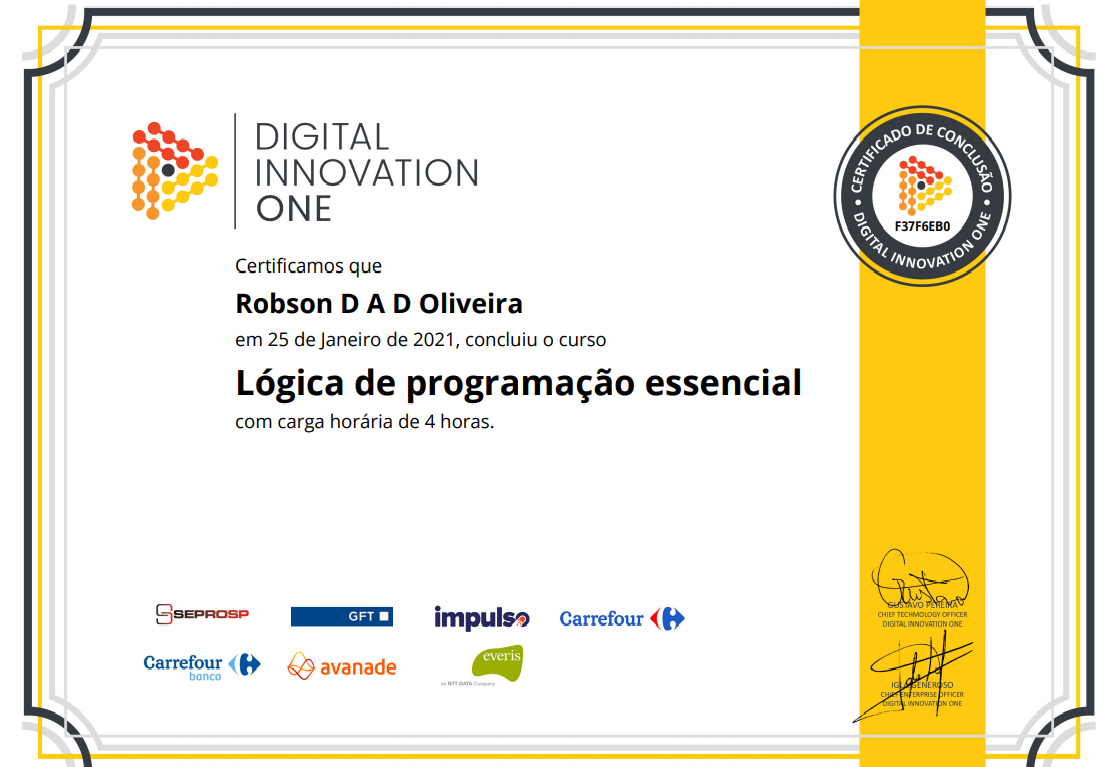 DIGITAL
INNOVATION
ONE
CERTIFICADO DE CONCLUSÃO
F37F6EB0
DIGITAL INNOVATION ONE
Certificamos que
Robson D A D Oliveira
em 25 de Janeiro de 2021, concluiu o curso
Lógica de programação essencial
com carga horária de 4 horas.
SEPROSP
GFT
impulso
Carrefour
Carrefour
banco
avanade
everis
an NTT DATA Company
Gustavo
GUSTAVO PEREIRA
CHIEF TECHMOLOGY OFFICER
DIGITAL INNOVATION ONE
IGLÁ GENEROSO
CHIEF ENTERPRISE OFFICER
DIGITAL INNOVATION ONE